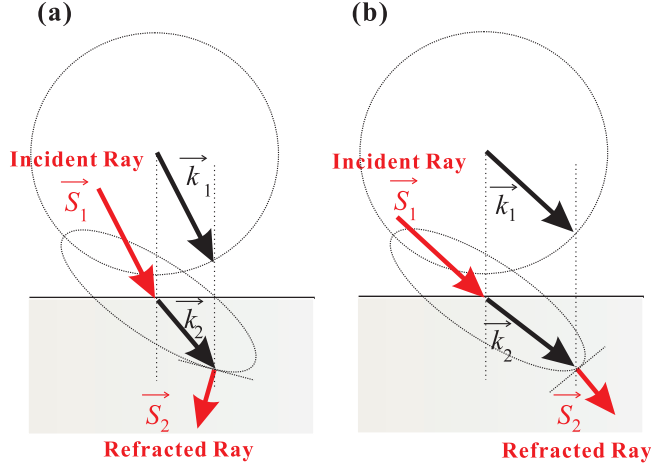 (a)
Incident Ray
S₁
k₁
k₂
S₂
Refracted Ray
(b)
Incident Ray
S₁
k₁
k₂
S₂
Refracted Ray